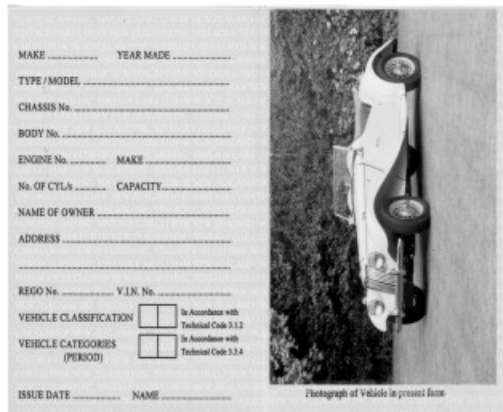 MAKE .................. YEAR MADE ....................
TYPE / MODEL ..................................................
CHASSIS No. .....................................................
BODY No. ..........................................................
ENGINE No. ............ MAKE .............................
No. OF CYL/s ........... CAPACITY........................
NAME OF OWNER ..............................................
ADDRESS ...........................................................
..............................................................................
REGO No. .................. V.I.N. No. ..........................
VEHICLE CLASSIFICATION In Accordance with
Technical Code 3.1.2
VEHICLE CATEGORIES In Accordance with
(PERIOD) Technical Code 3.3.4
ISSUE DATE ................ NAME ........................
Photograph of Vehicle in present form